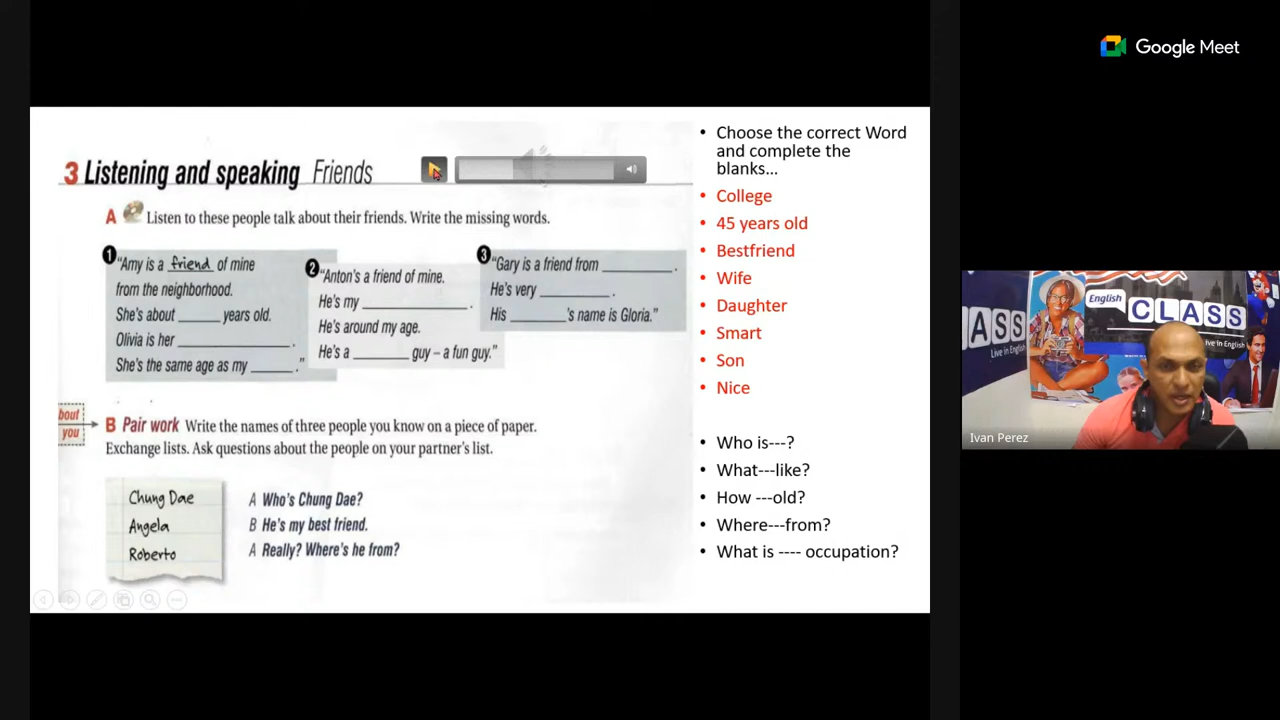 Google Meet
3 Listening and speaking Friends
A Listen to these people talk about their friends. Write the missing words.
1 "Amy is a friend of mine
from the neighborhood.
She's about ______ years old.
Olivia is her ______________ .
She's the same age as my _____ ."
2 "Anton's a friend of mine.
He's my ______________ .
He's around my age.
He's a ________ guy – a fun guy."
3 "Gary is a friend from __________ .
He's very __________ .
His ________'s name is Gloria."
bout
you
B Pair work Write the names of three people you know on a piece of paper.
Exchange lists. Ask questions about the people on your partner's list.
Chung Dae
Angela
Roberto
A Who's Chung Dae?
B He's my best friend.
A Really? Where's he from?
• Choose the correct Word
and complete the
blanks...
• College
• 45 years old
• Bestfriend
• Wife
• Daughter
• Smart
• Son
• Nice
• Who is---?
• What---like?
• How ---old?
• Where---from?
• What is ---- occupation?
ASS
Live in English
English
CLASS
Live in English
Ivan Perez